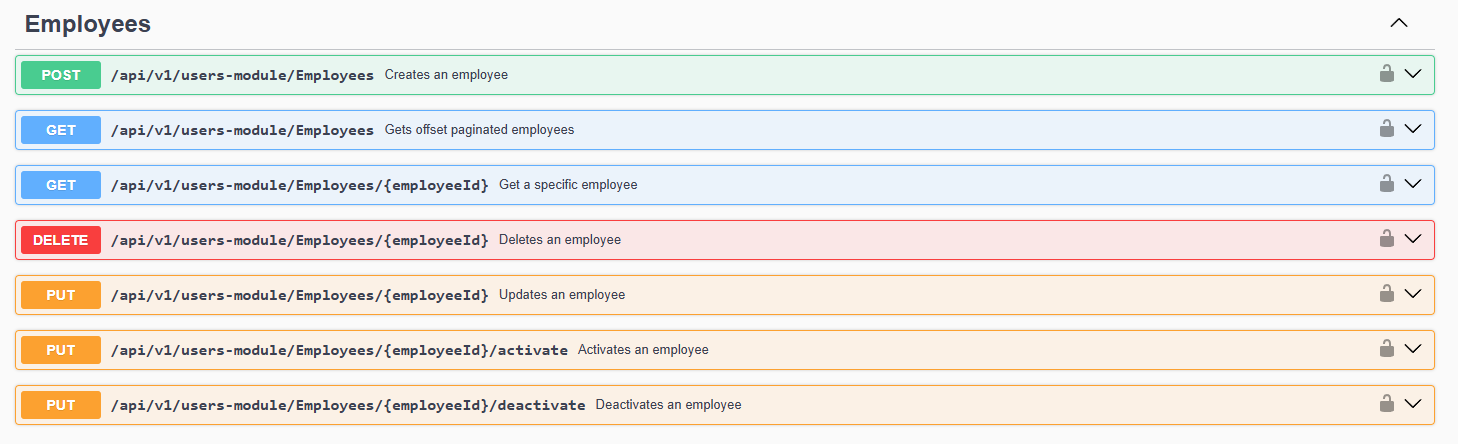 Employees
POST /api/v1/users-module/Employees Creates an employee
GET /api/v1/users-module/Employees Gets offset paginated employees
GET /api/v1/users-module/Employees/{employeeId} Get a specific employee
DELETE /api/v1/users-module/Employees/{employeeId} Deletes an employee
PUT /api/v1/users-module/Employees/{employeeId} Updates an employee
PUT /api/v1/users-module/Employees/{employeeId}/activate Activates an employee
PUT /api/v1/users-module/Employees/{employeeId}/deactivate Deactivates an employee